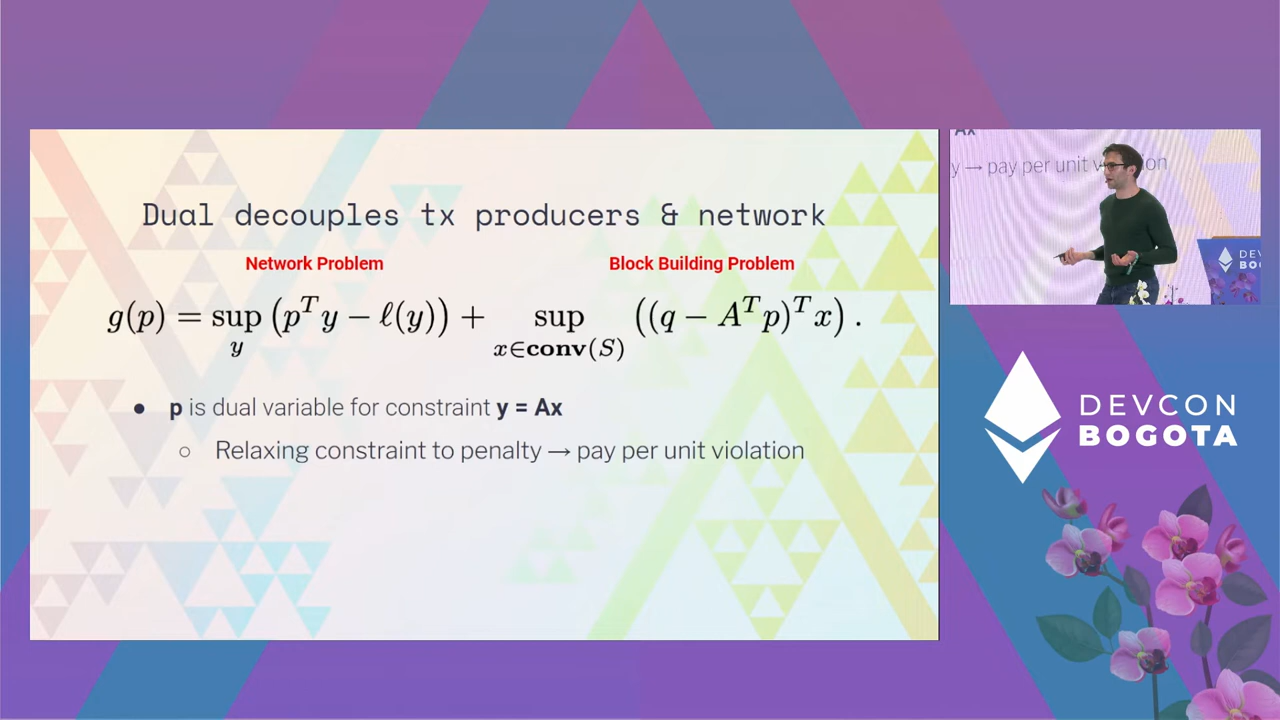 Dual decouples tx producers & network
Network Problem
Block Building Problem
g(p) = sup_y (p^T y − ℓ(y)) + sup_{x∈conv(S)} ((q − A^T p)^T x) .
● p is dual variable for constraint y = Ax
○ Relaxing constraint to penalty → pay per unit violation
Ax
y → pay per unit violation
DEVCON
BOGOTA